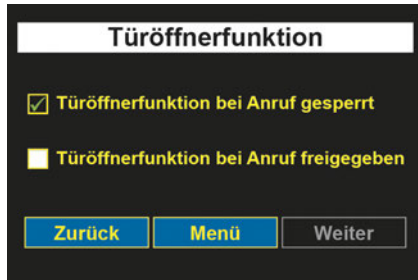 Türöffnerfunktion
Türöffnerfunktion bei Anruf gesperrt
Türöffnerfunktion bei Anruf freigegeben
Zurück Menü Weiter